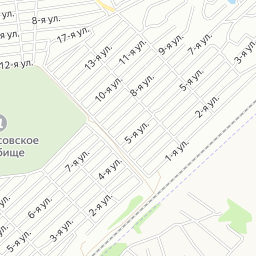 8-я ул.
8-я ул.
17-я ул.
12-я ул.
13-я ул.
11-я ул.
9-я ул.
7-я ул.
3-я ул.
10-я ул.
8-я ул.
5-я ул.
2-я ул.
совское
бище
5-я ул.
1-я ул.
7-я ул.
4-я ул.
2-я ул.
6-я ул.
5-я ул.
3-я ул.